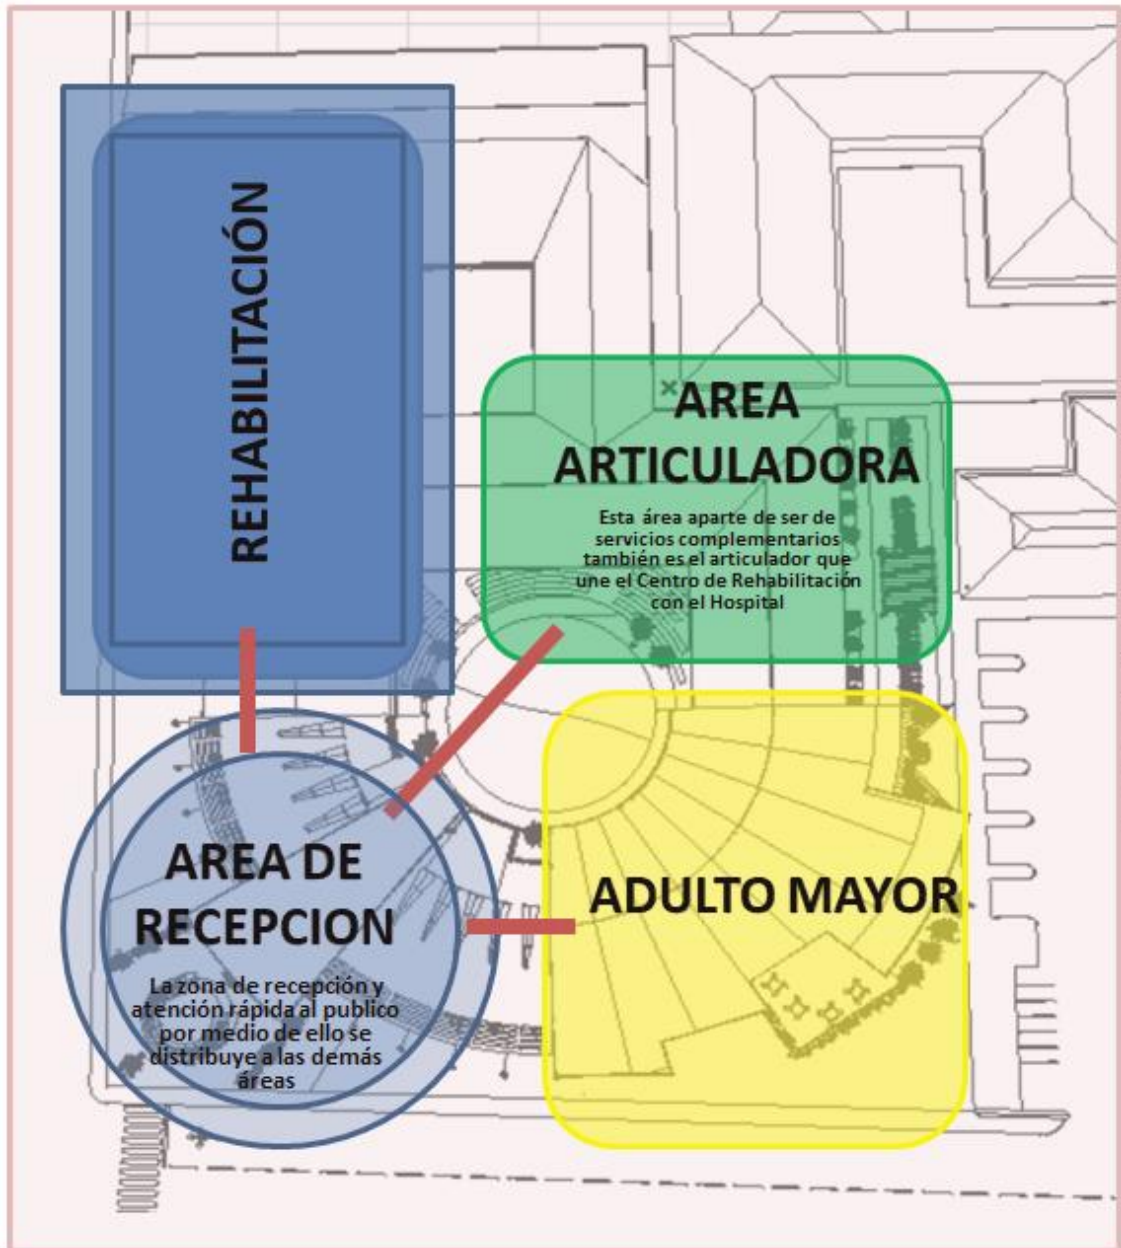 REHABILITACIÓN
AREA
ARTICULADORA
Esta área aparte de ser de
servicios complementarios
también es el articulador que
une el Centro de Rehabilitación
con el Hospital
AREA DE
RECEPCION
La zona de recepción y
atención rápida al publico
por medio de ello se
distribuye a las demás
áreas
ADULTO MAYOR